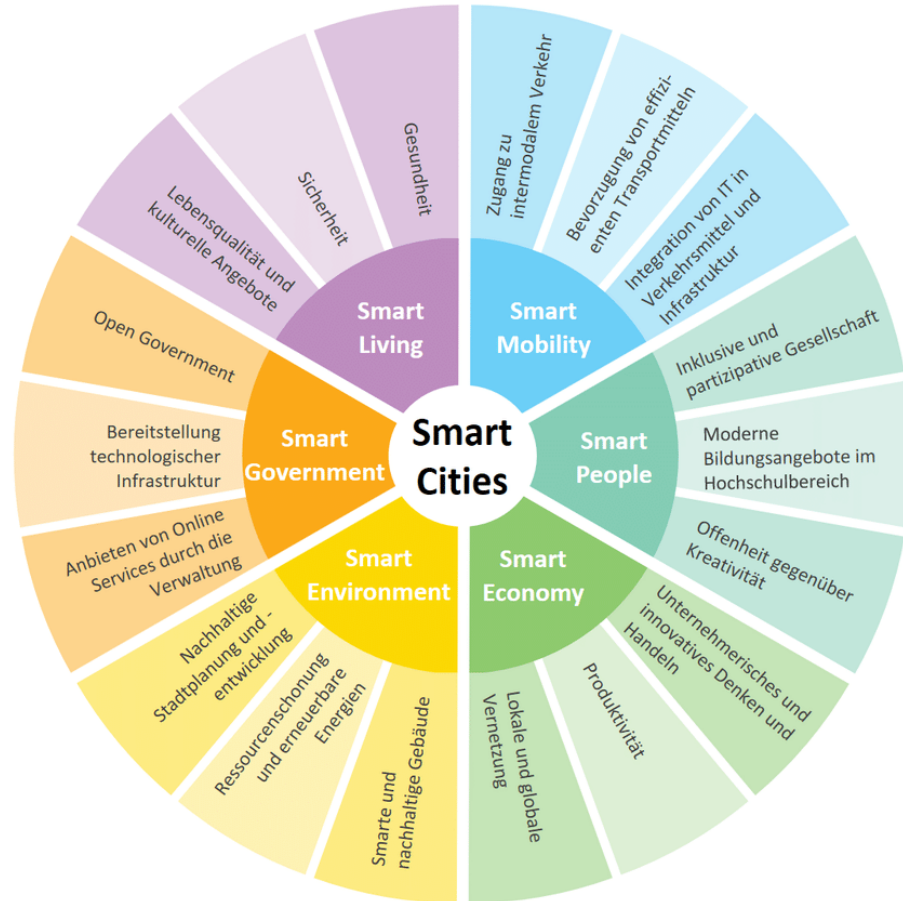 Smart
Cities
Smart
Mobility
Zugang zu
intermodalem Verkehr
Bevorzugung von effizi-
enten Transportmitteln
Integration von IT in
Verkehrsmittel und
Infrastruktur
Smart
People
Inklusive und
partizipative Gesellschaft
Moderne
Bildungsangebote im
Hochschulbereich
Offenheit gegenüber
Kreativität
Smart
Economy
Unternehmerisches und
innovatives Denken und
Handeln
Produktivität
Lokale und globale
Vernetzung
Smart
Environment
Smarte und
nachhaltige Gebäude
Ressourcenschonung
und erneuerbare
Energien
Nachhaltige
Stadtplanung und -
entwicklung
Smart
Government
Anbieten von Online
Services durch die
Verwaltung
Bereitstellung
technologischer
Infrastruktur
Open Government
Smart
Living
Lebensqualität und
kulturelle Angebote
Sicherheit
Gesundheit